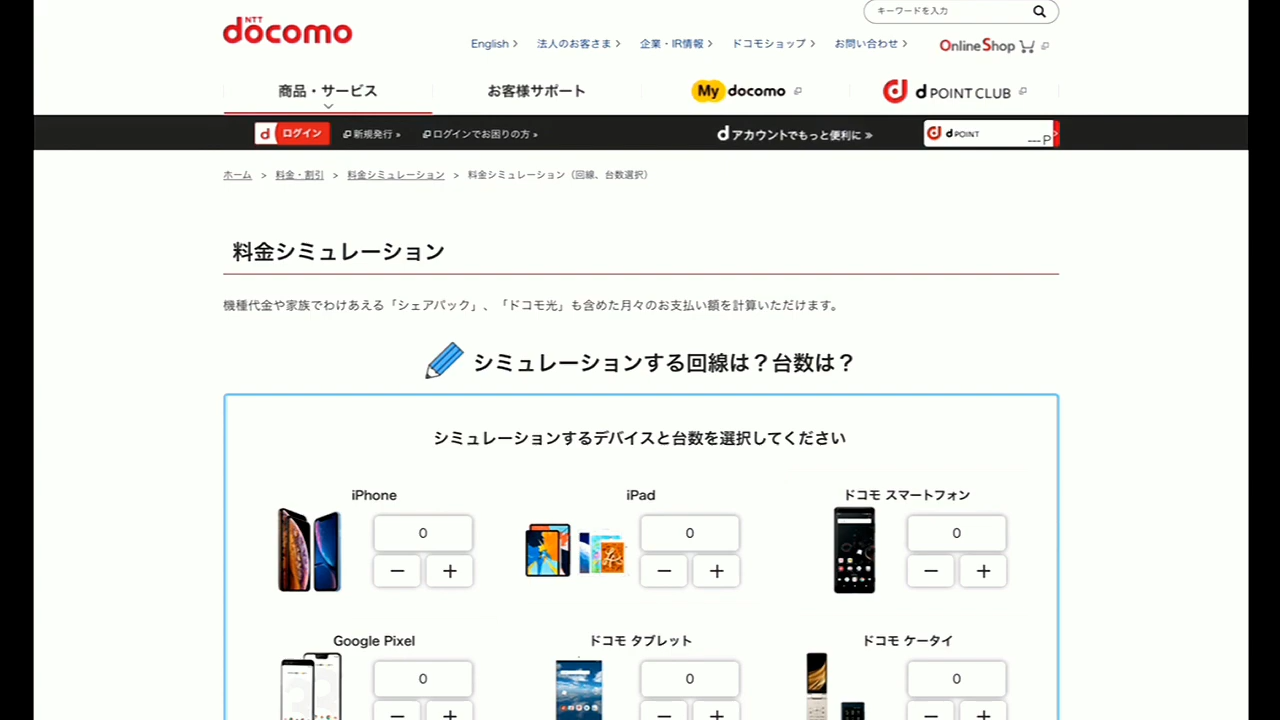 NTT
docomo
キーワードを入力
English
法人のお客さま
企業・IR情報
ドコモショップ
お問い合わせ
Online Shop
商品・サービス
お客様サポート
My docomo
d POINT CLUB
d ログイン
新規発行 »
ログインでお困りの方 »
dアカウントでもっと便利に
d POINT
---P
ホーム > 料金・割引 > 料金シミュレーション > 料金シミュレーション（回線、台数選択）
料金シミュレーション
機種代金や家族でわけあえる「シェアパック」、「ドコモ光」も含めた月々のお支払い額を計算いただけます。
シミュレーションする回線は？台数は？
シミュレーションするデバイスと台数を選択してください
iPhone
0
− +
iPad
0
− +
ドコモ スマートフォン
0
− +
Google Pixel
0
− +
ドコモ タブレット
0
− +
ドコモ ケータイ
0
− +